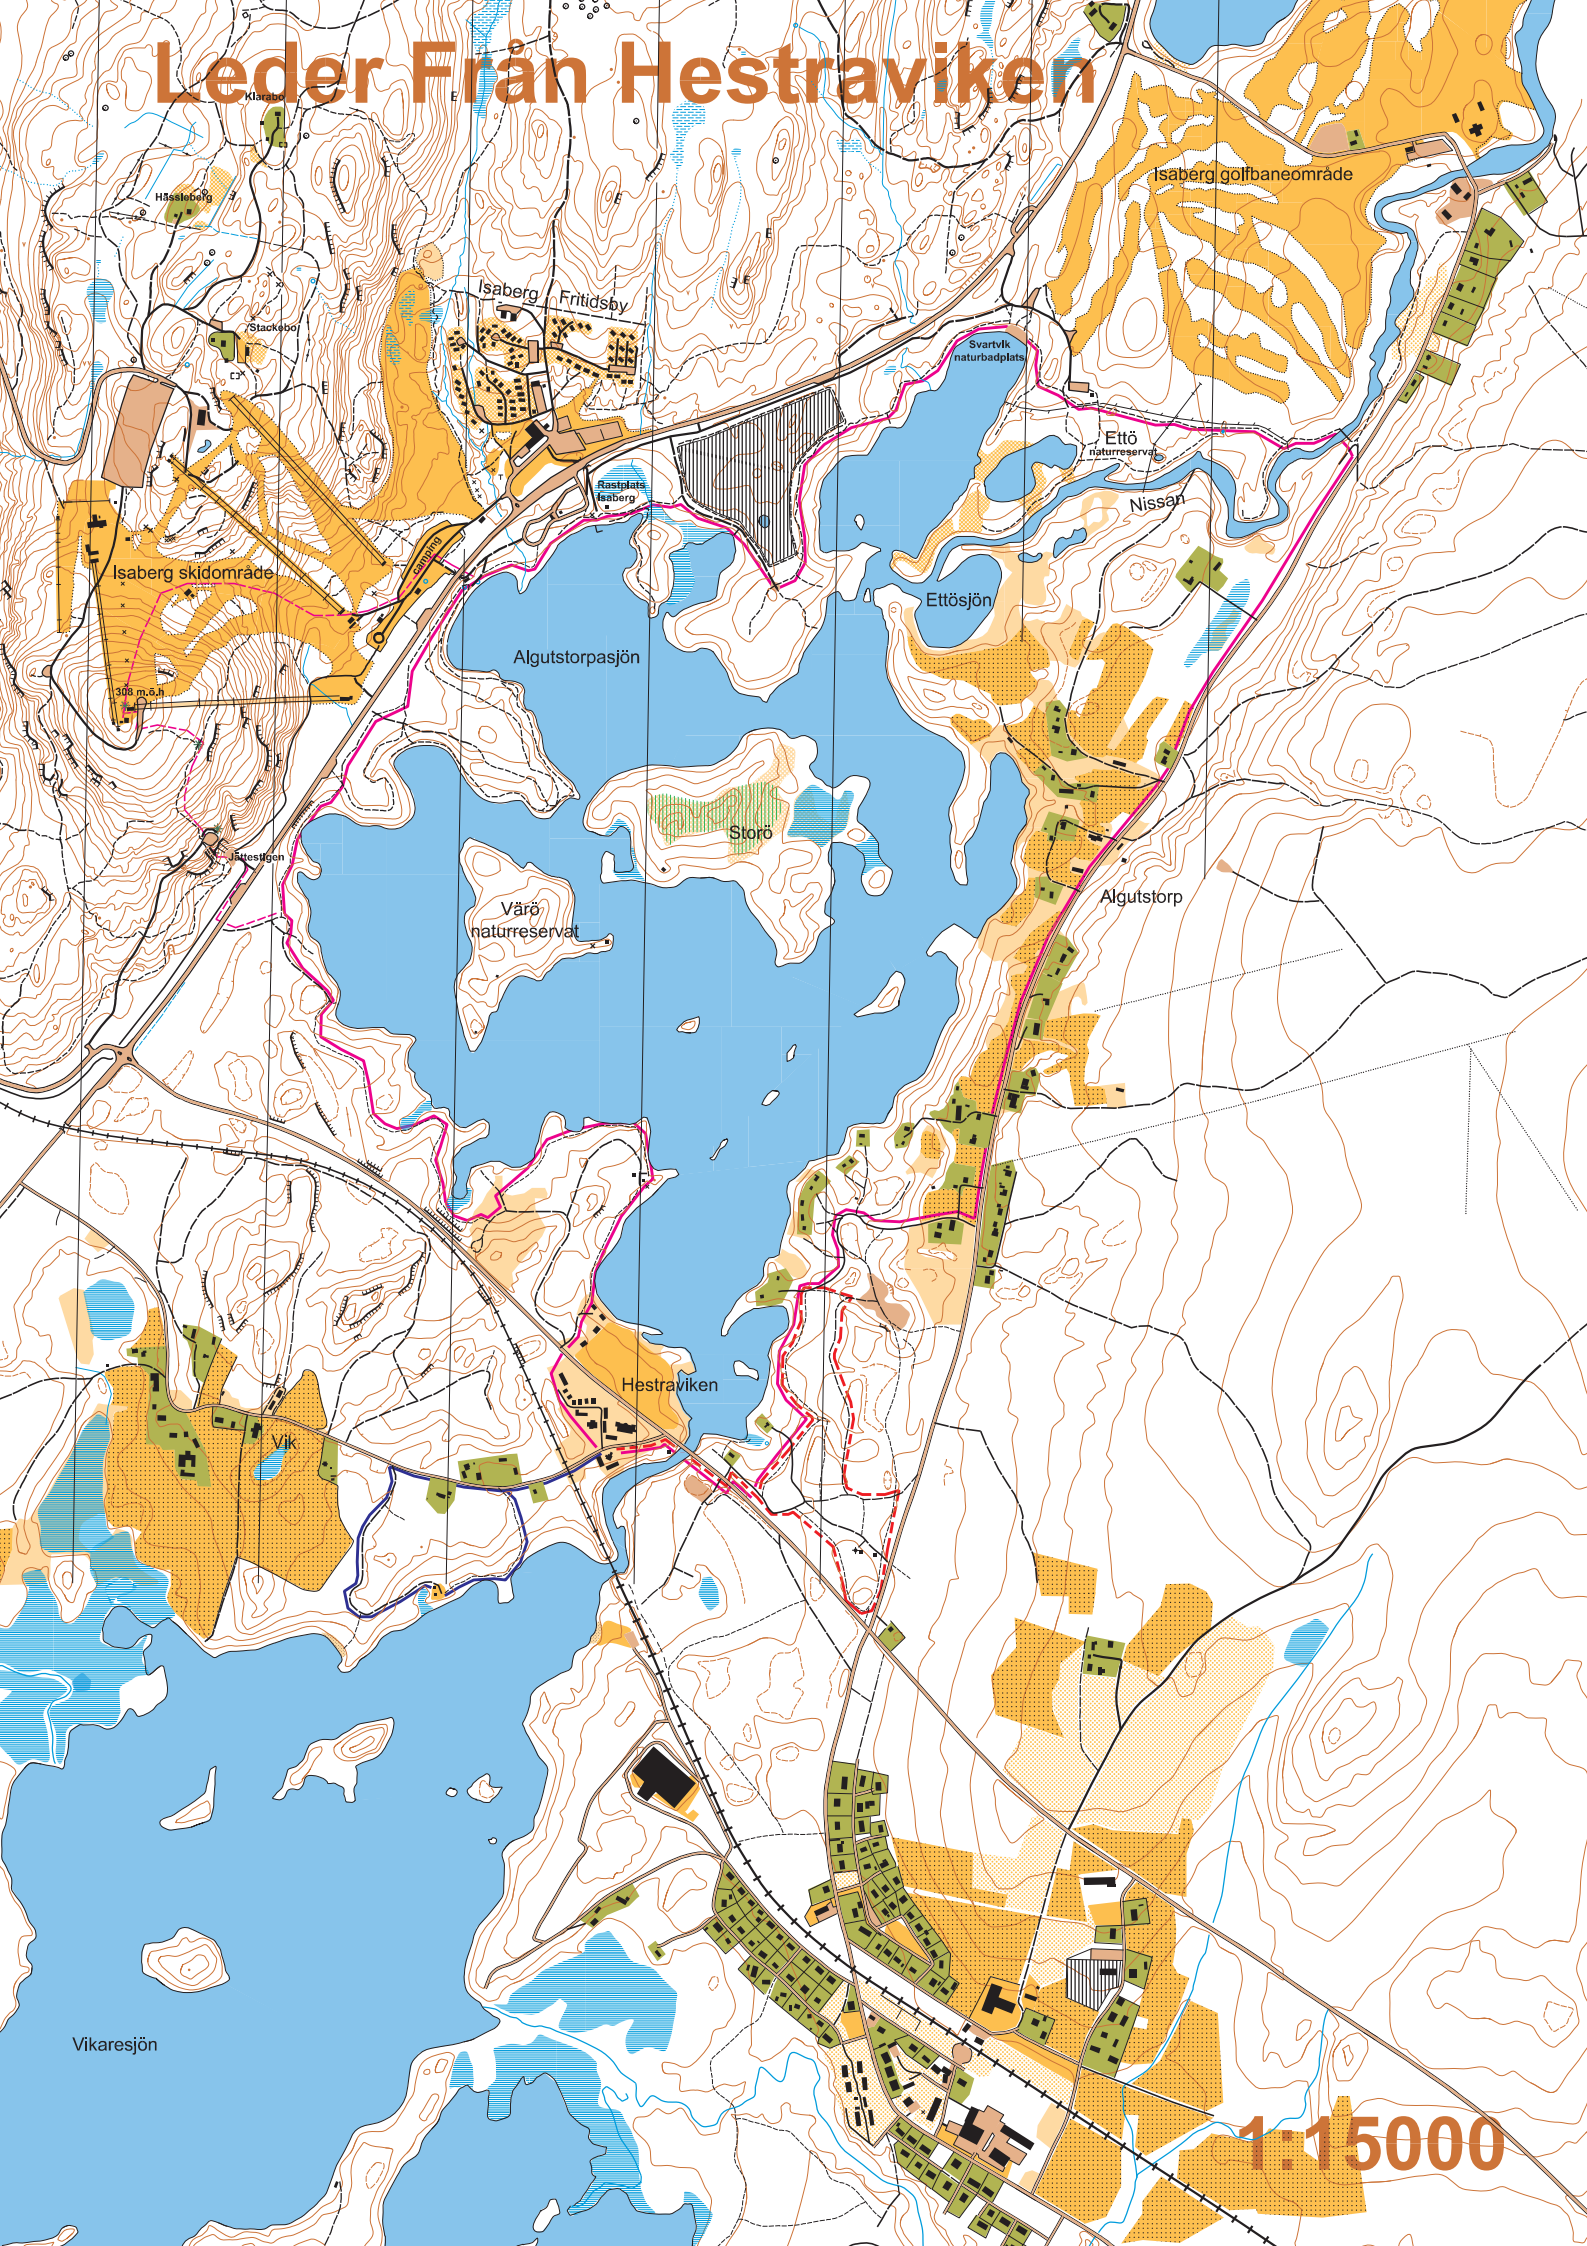 Leder Från Hestraviken
Klarabo
Isaberg golfbaneområde
Hässleberg
Isaberg Fritidsby
Stackebo
Svartvik
naturbadplats
Ettö
naturreservat
Rastplats
Isaberg
Nissan
camping
Isaberg skidområde
Ettösjön
Algutstorpasjön
308 m.ö.h
Storö
Jättestigen
Algutstorp
Värö
naturreservat
Hestraviken
Vik
Vikaresjön
1:15000